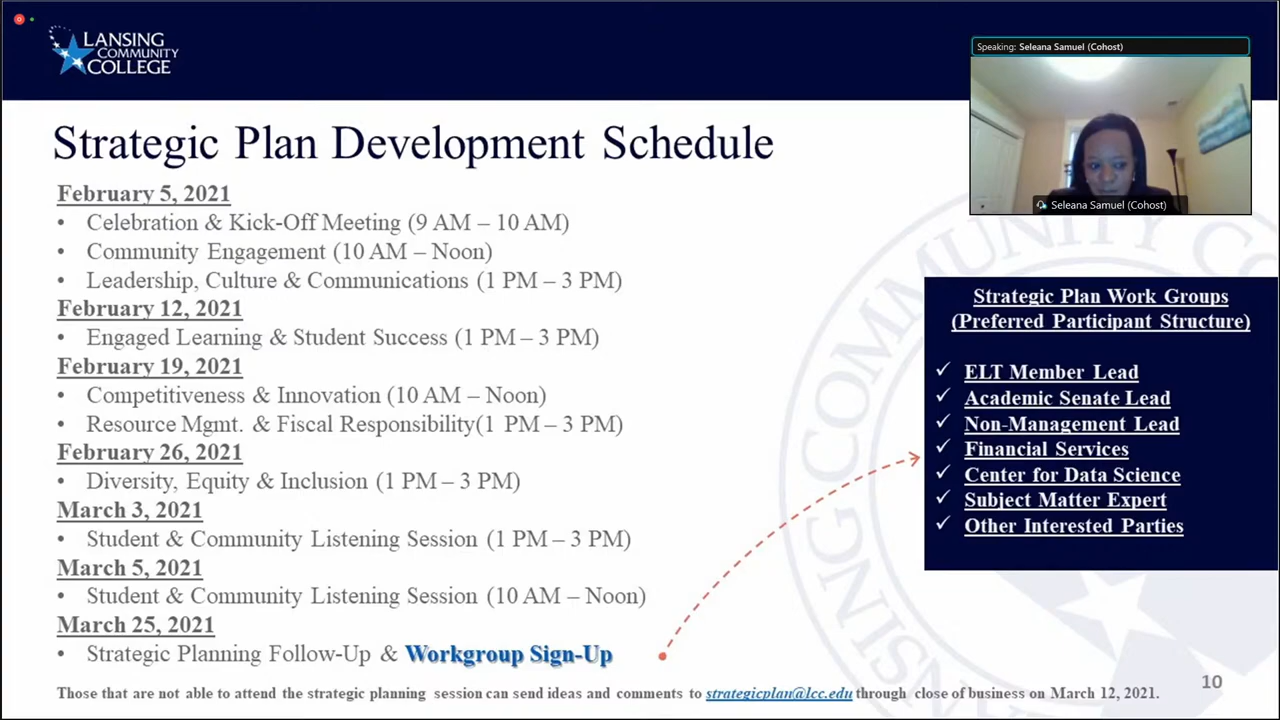 LANSING
COMMUNITY
COLLEGE
Speaking: Seleana Samuel (Cohost)
Seleana Samuel (Cohost)
Strategic Plan Development Schedule
February 5, 2021
• Celebration & Kick-Off Meeting (9 AM – 10 AM)
• Community Engagement (10 AM – Noon)
• Leadership, Culture & Communications (1 PM – 3 PM)
February 12, 2021
• Engaged Learning & Student Success (1 PM – 3 PM)
February 19, 2021
• Competitiveness & Innovation (10 AM – Noon)
• Resource Mgmt. & Fiscal Responsibility(1 PM – 3 PM)
February 26, 2021
• Diversity, Equity & Inclusion (1 PM – 3 PM)
March 3, 2021
• Student & Community Listening Session (1 PM – 3 PM)
March 5, 2021
• Student & Community Listening Session (10 AM – Noon)
March 25, 2021
• Strategic Planning Follow-Up & Workgroup Sign-Up
Strategic Plan Work Groups
(Preferred Participant Structure)
✓ ELT Member Lead
✓ Academic Senate Lead
✓ Non-Management Lead
✓ Financial Services
✓ Center for Data Science
✓ Subject Matter Expert
✓ Other Interested Parties
Those that are not able to attend the strategic planning session can send ideas and comments to strategicplan@lcc.edu through close of business on March 12, 2021.
10
LANSING COMMUNITY CO